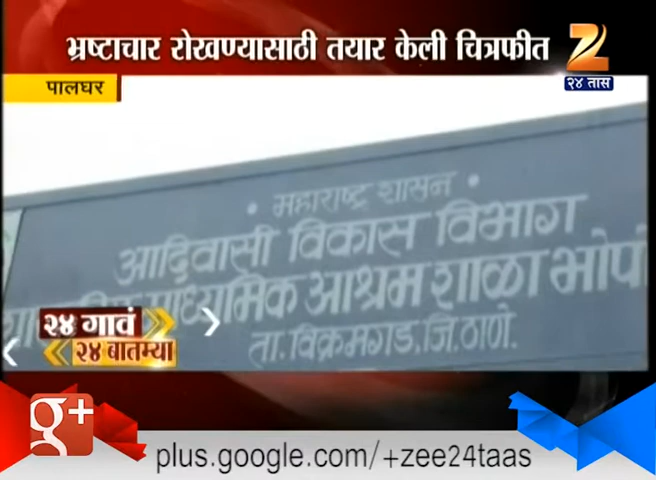 भ्रष्टाचार रोखण्यासाठी तयार केली चित्रफीत
Z
२४ तास
पालघर
• महाराष्ट्र शासन •
आदिवासी विकास विभाग
माध्यमिक आश्रम शाळा भोपो
ता. विक्रमगड, जि. ठाणे.
२४ गावं
२४ बातम्या
g+
plus.google.com/+zee24taas